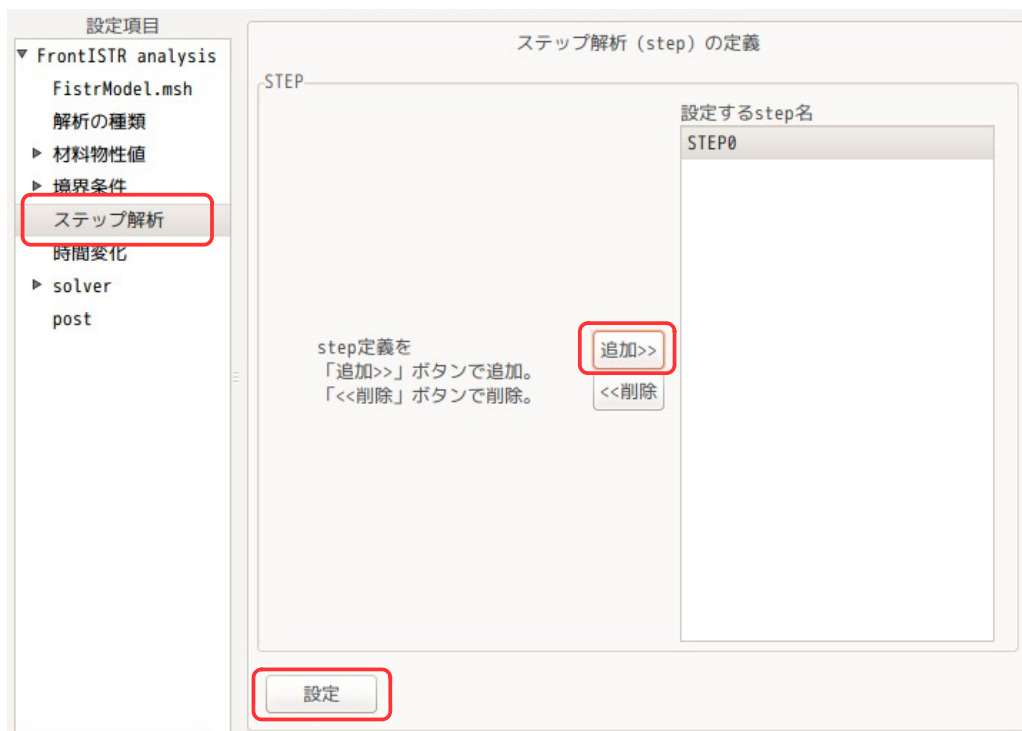 設定項目
FrontISTR analysis
FistrModel.msh
解析の種類
材料物性値
境界条件
ステップ解析
時間変化
solver
post
ステップ解析 (step) の定義
STEP
設定するstep名
STEP0
step定義を
「追加>>」ボタンで追加。
「<<削除」ボタンで削除。
追加>>
<<削除
設定